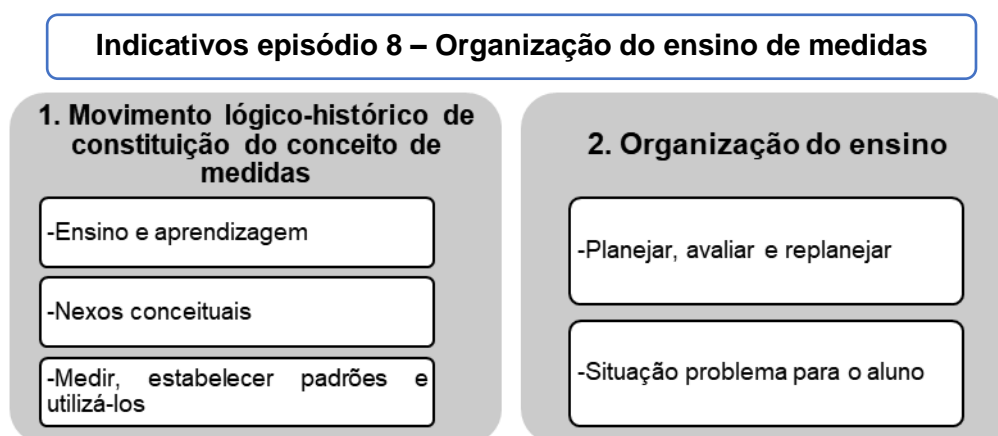 Indicativos episódio 8 – Organização do ensino de medidas
1. Movimento lógico-histórico de
constituição do conceito de
medidas
-Ensino e aprendizagem
-Nexos conceituais
-Medir, estabelecer padrões e
utilizá-los
2. Organização do ensino
-Planejar, avaliar e replanejar
-Situação problema para o aluno